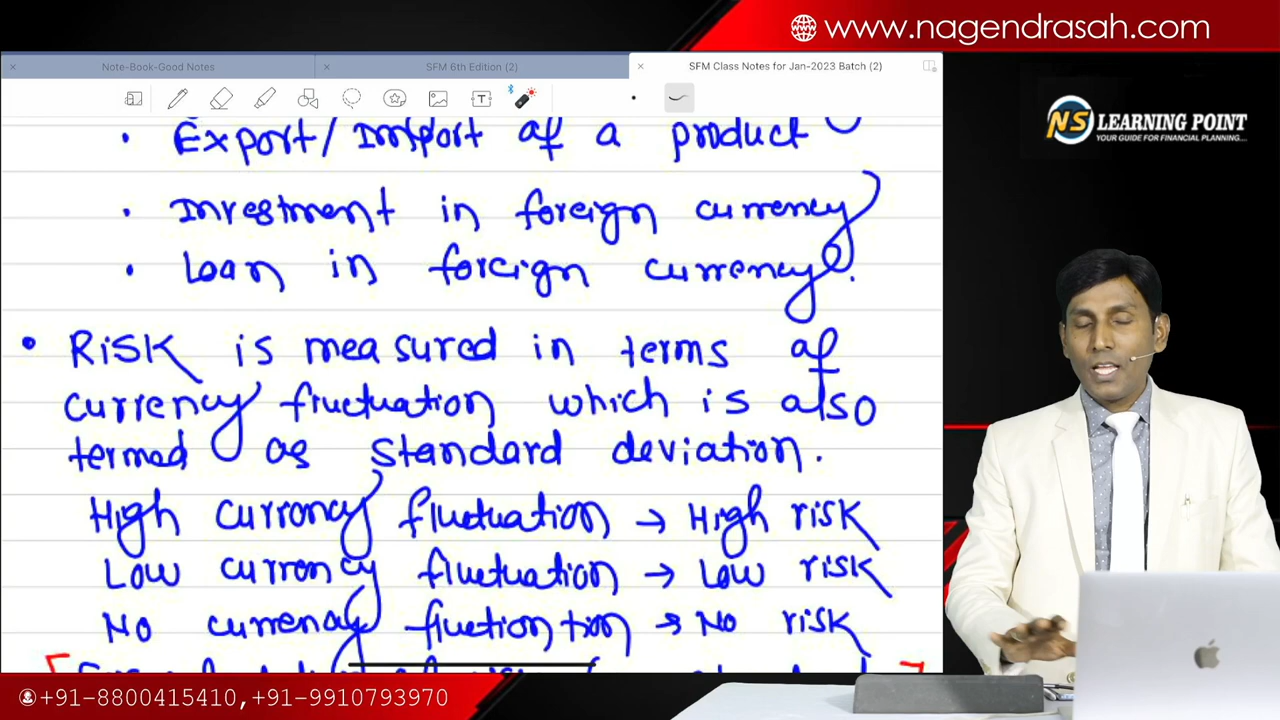 www.nagendrasah.com
Note-Book-Good Notes
SFM 6th Edition (2)
SFM Class Notes for Jan-2023 Batch (2)
NS LEARNING POINT
YOUR GUIDE FOR FINANCIAL PLANNING....
• Export/Import of a product
• Investment in foreign currency
• Loan in foreign currency.
• Risk is measured in terms of
currency fluctuation which is also
termed as standard deviation.
High currency fluctuation → High risk
Low currency fluctuation → Low risk
No currency fluctiontion → No risk
+91-8800415410,+91-9910793970